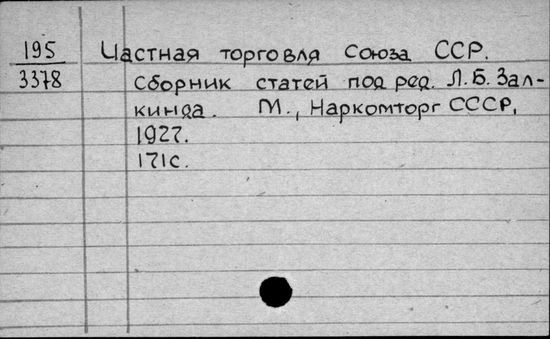 195
3378
Частная торговля Союза ССР.
Сборник статей под ред. Л.Б. Зал-
кинда. М., Наркомторг СССР,
1927.
171с.